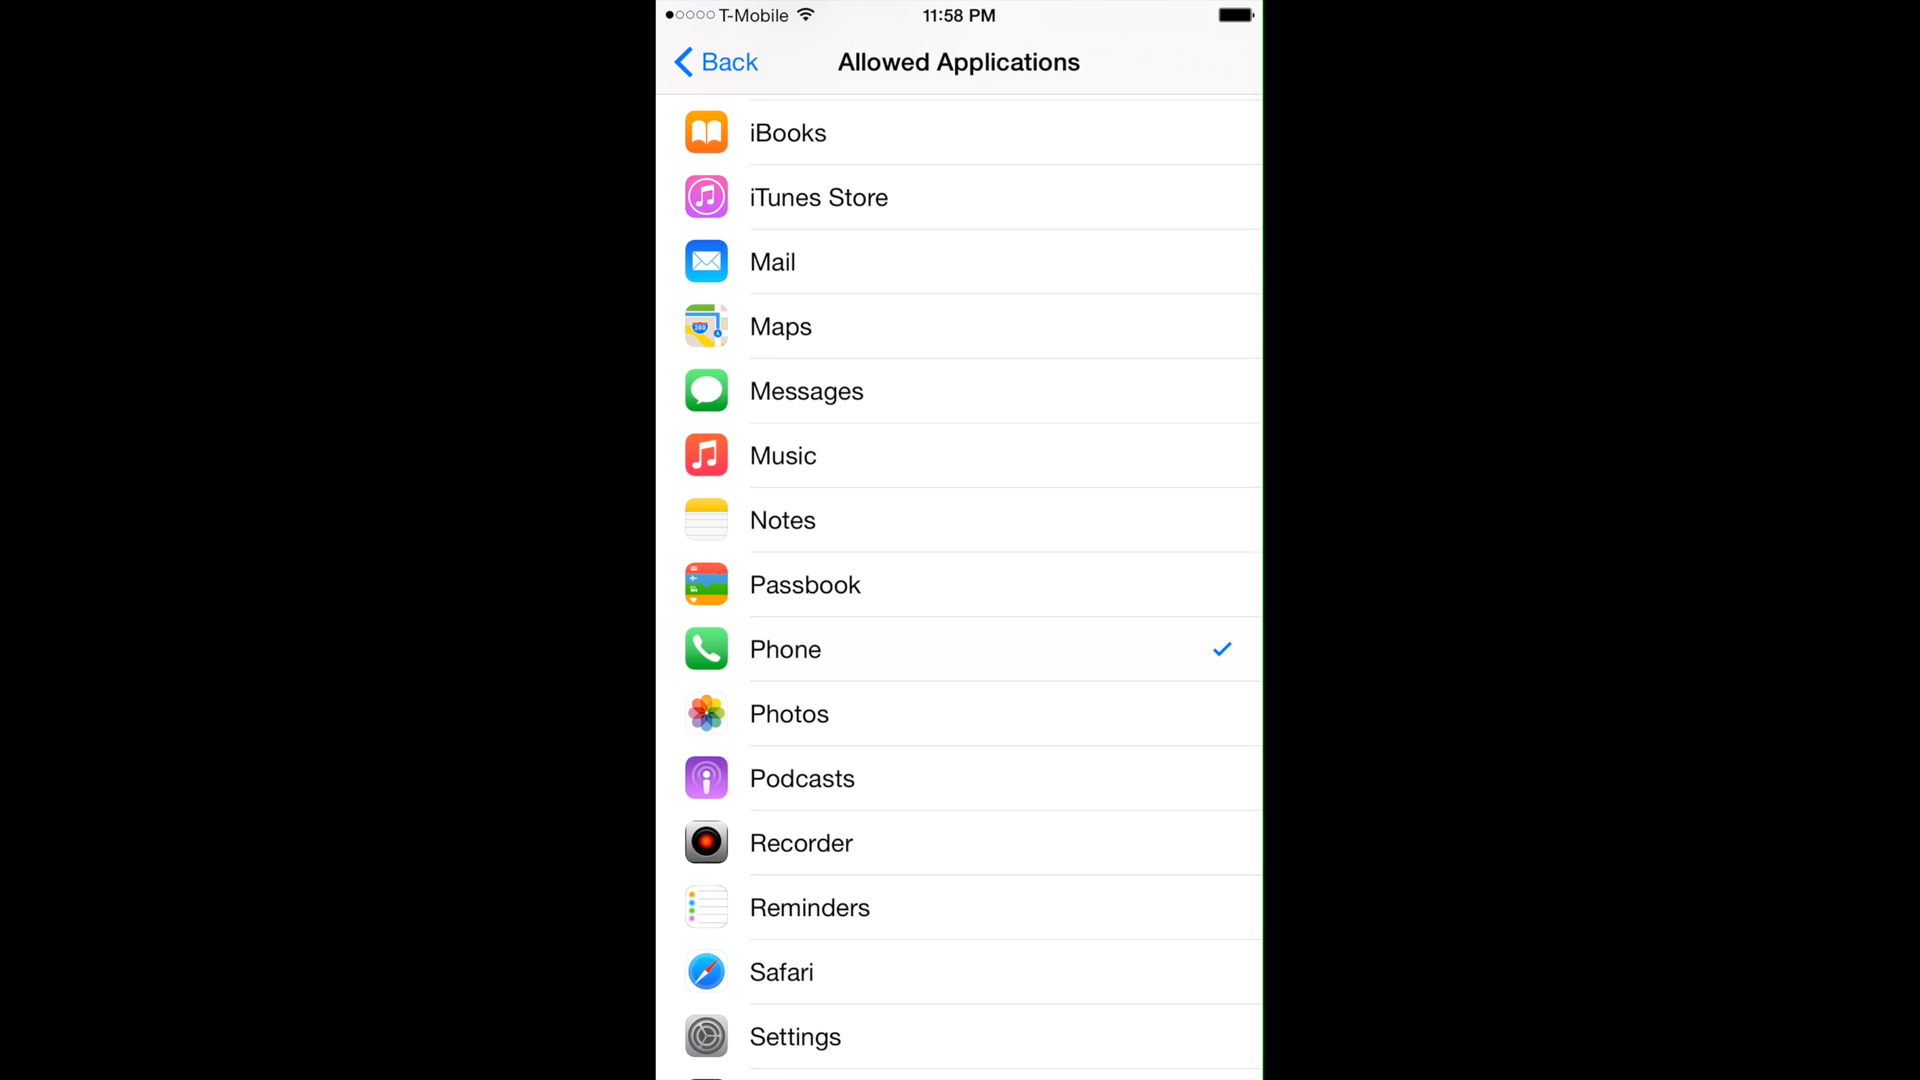 T-Mobile 11:58 PM
Back Allowed Applications
iBooks
iTunes Store
Mail
Maps
280
Messages
Music
Notes
Passbook
Phone
Photos
Podcasts
Recorder
Reminders
Safari
Settings